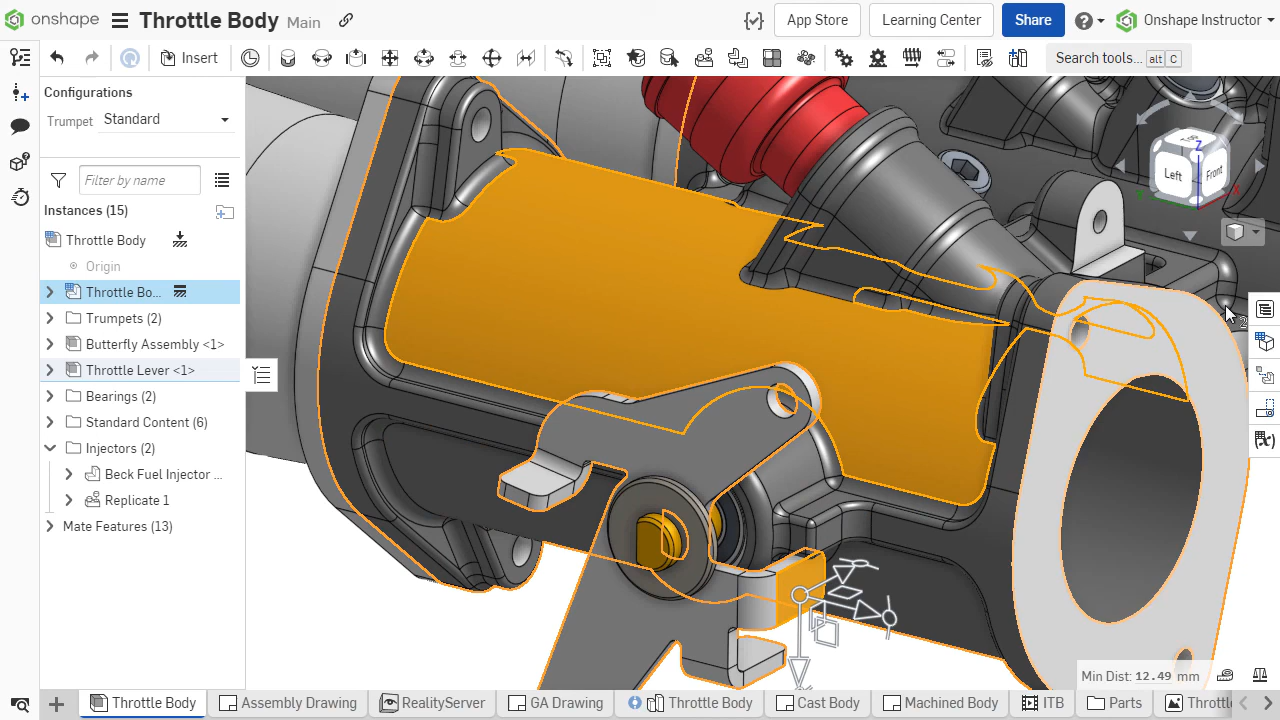 onshape
Throttle Body Main
App Store
Learning Center
Share
Onshape Instructor
Insert
Search tools... alt C
Configurations
Trumpet Standard
Filter by name
Instances (15)
Throttle Body
Origin
Throttle Bo...
Trumpets (2)
Butterfly Assembly <1>
Throttle Lever <1>
Bearings (2)
Standard Content (6)
Injectors (2)
Beck Fuel Injector ...
Replicate 1
Mate Features (13)
Z
Left
Front
X
Min Dist: 12.49 mm
Throttle Body
Assembly Drawing
RealityServer
GA Drawing
Throttle Body
Cast Body
Machined Body
ITB
Parts
Throttl